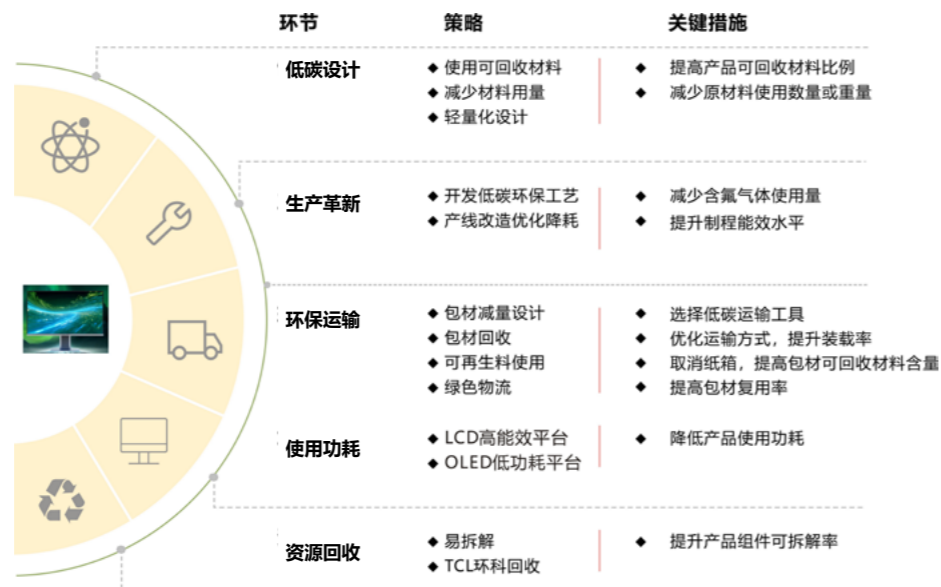 环节 策略 关键措施
低碳设计 ◆ 使用可回收材料 ◆ 提高产品可回收材料比例
◆ 减少材料用量 ◆ 减少原材料使用数量或重量
◆ 轻量化设计
生产革新 ◆ 开发低碳环保工艺 ◆ 减少含氟气体使用量
◆ 产线改造优化降耗 ◆ 提升制程能效水平
环保运输 ◆ 包材减量设计 ◆ 选择低碳运输工具
◆ 包材回收 ◆ 优化运输方式，提升装载率
◆ 可再生料使用 ◆ 取消纸箱，提高包材可回收材料含量
◆ 绿色物流 ◆ 提高包材复用率
使用功耗 ◆ LCD高能效平台 ◆ 降低产品使用功耗
◆ OLED低功耗平台
资源回收 ◆ 易拆解 ◆ 提升产品组件可拆解率
◆ TCL环科回收